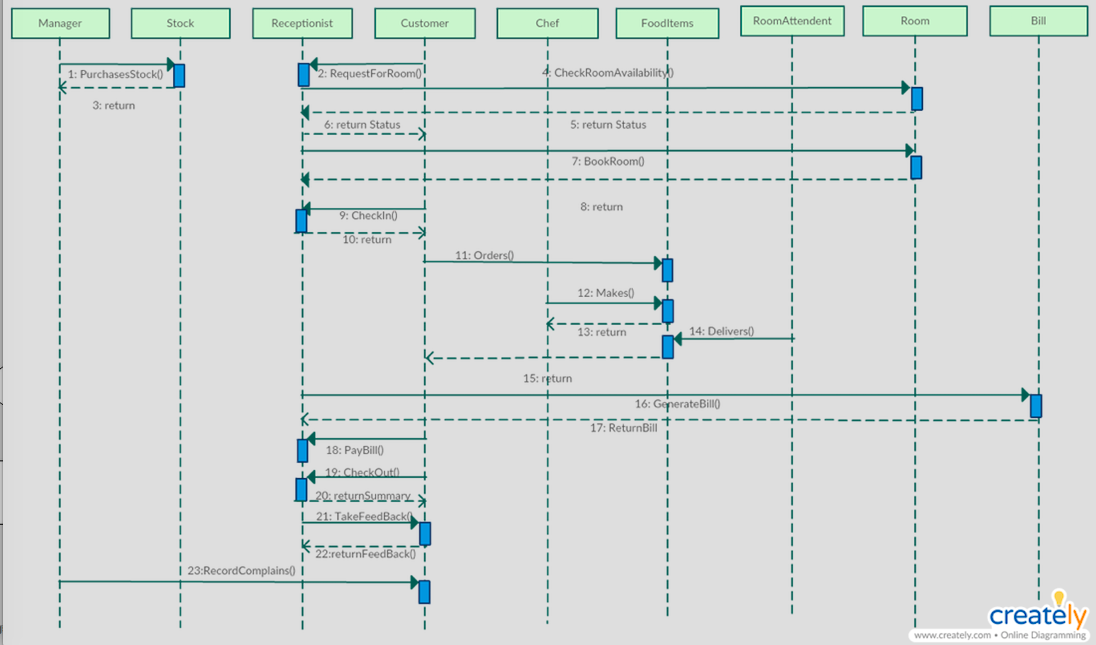 Manager
Stock
Receptionist
Customer
Chef
FoodItems
RoomAttendent
Room
Bill
1: PurchasesStock()
2: RequestForRoom()
4: CheckRoomAvailability()
3: return
6: return Status
5: return Status
7: BookRoom()
8: return
9: CheckIn()
10: return
11: Orders()
12: Makes()
13: return
14: Delivers()
15: return
16: GenerateBill()
17: ReturnBill
18: PayBill()
19: CheckOut()
20: returnSummary
21: TakeFeedBack()
22:returnFeedBack()
23:RecordComplains()
creately
www.creately.com • Online Diagramming